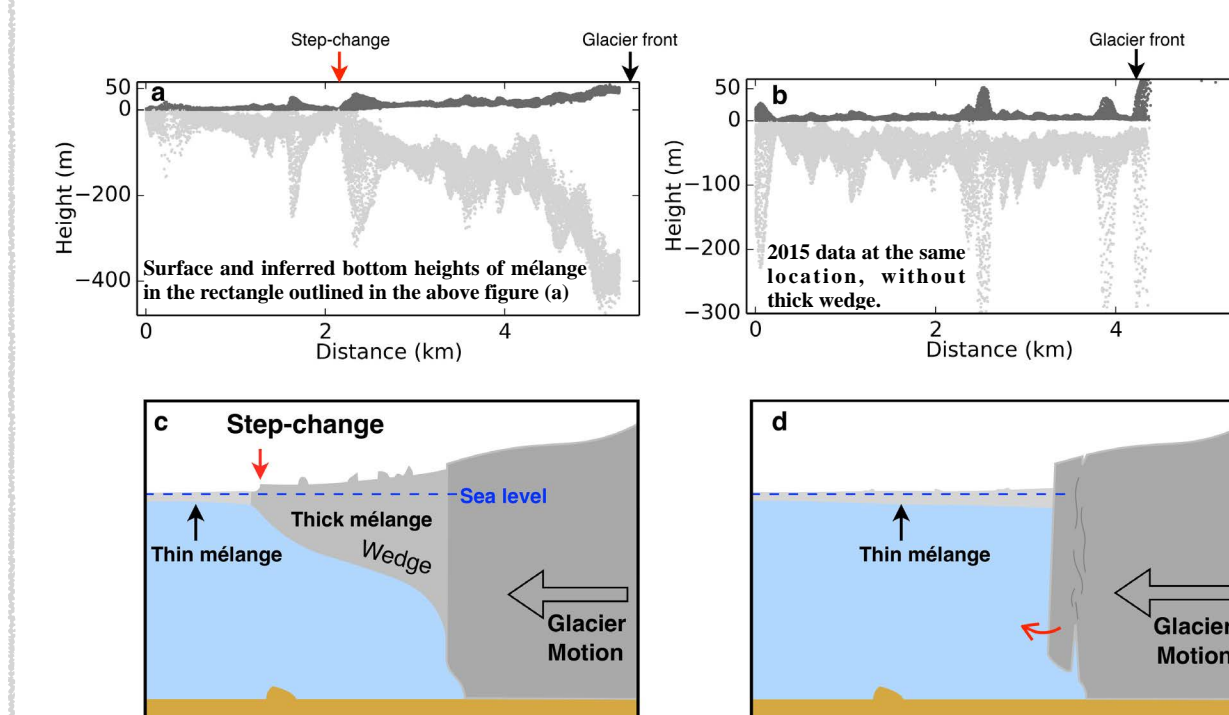 Step-change
Glacier front
50
a
0
−200
−400
Height (m)
Surface and inferred bottom heights of mélange
in the rectangle outlined in the above figure (a)
0
2
4
Distance (km)
Glacier front
50
b
0
−100
−200
−300
Height (m)
2015 data at the same
location, without
thick wedge.
0
2
4
Distance (km)
c
Step-change
Sea level
Thick mélange
Wedge
Thin mélange
Glacier
Motion
d
Thin mélange
Glacier
Motion